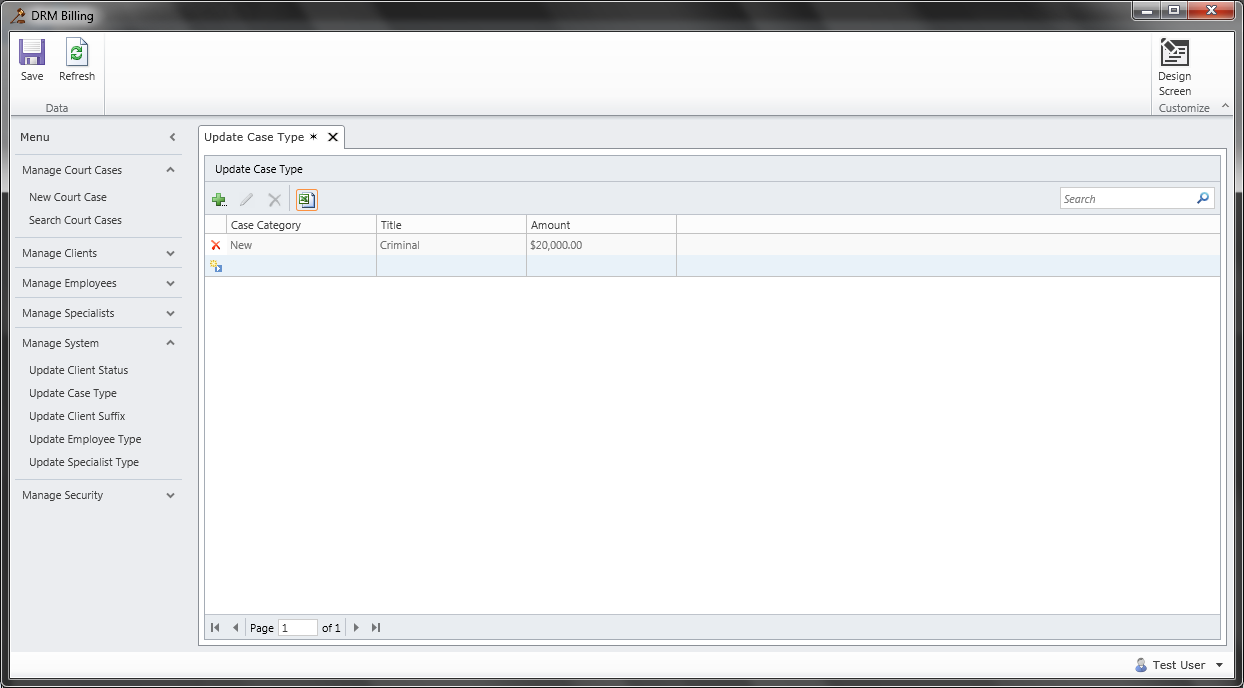 DRM Billing
Save Refresh
Data
Design
Screen
Customize
Menu
Manage Court Cases
New Court Case
Search Court Cases
Manage Clients
Manage Employees
Manage Specialists
Manage System
Update Client Status
Update Case Type
Update Client Suffix
Update Employee Type
Update Specialist Type
Manage Security
Update Case Type *
Update Case Type
Search
Case Category Title Amount
New Criminal $20,000.00
Page 1 of 1
Test User